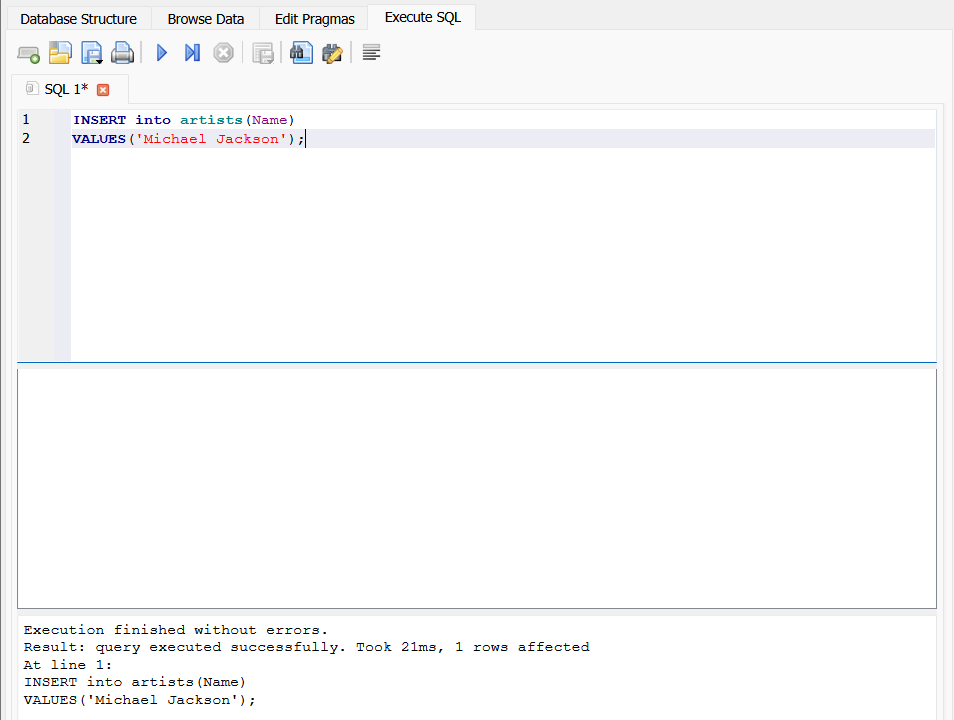 Database Structure Browse Data Edit Pragmas Execute SQL
SQL 1*
1 INSERT into artists(Name)
2 VALUES('Michael Jackson');
Execution finished without errors.
Result: query executed successfully. Took 21ms, 1 rows affected
At line 1:
INSERT into artists(Name)
VALUES('Michael Jackson');